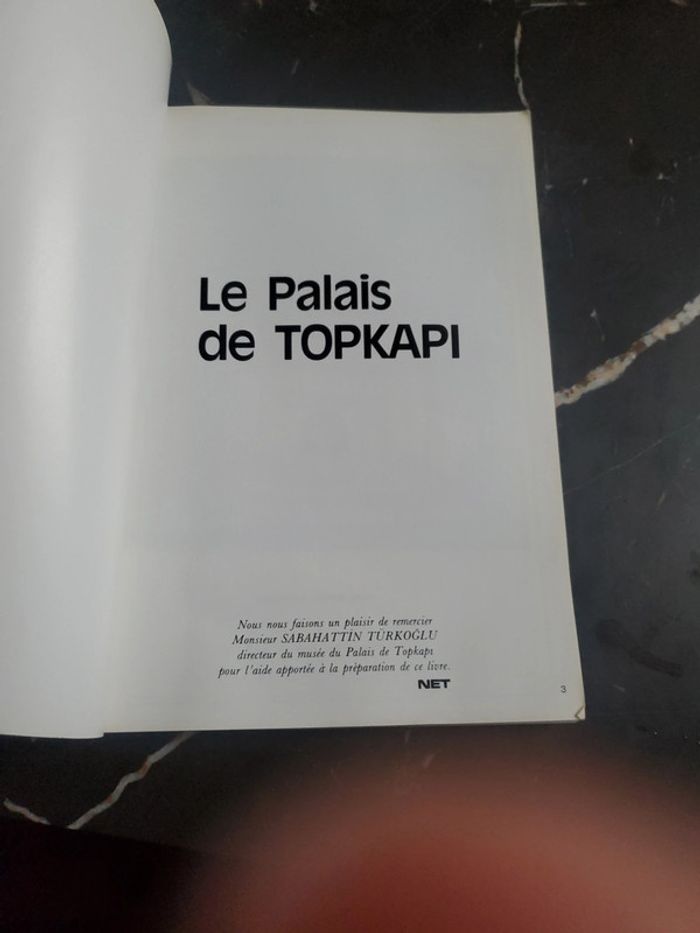 Le Palais
de TOPKAPI
Nous nous faisons un plaisir de remercier
Monsieur SABAHATTİN TÜRKOĞLU
directeur du musée du Palais de Topkapı
pour l'aide apportée à la préparation de ce livre.
NET
3